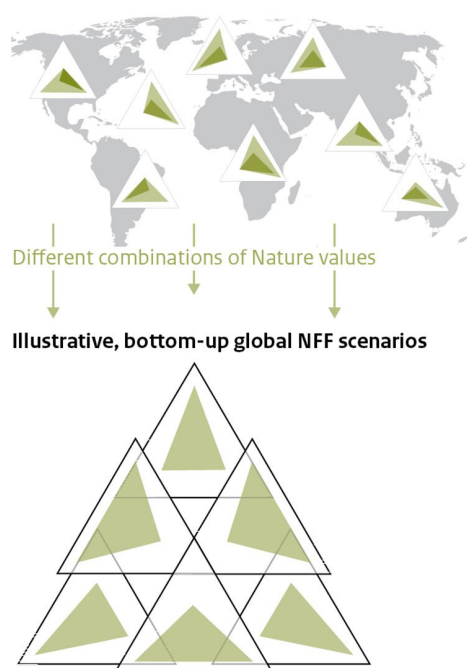 Different combinations of Nature values
Illustrative, bottom-up global NFF scenarios